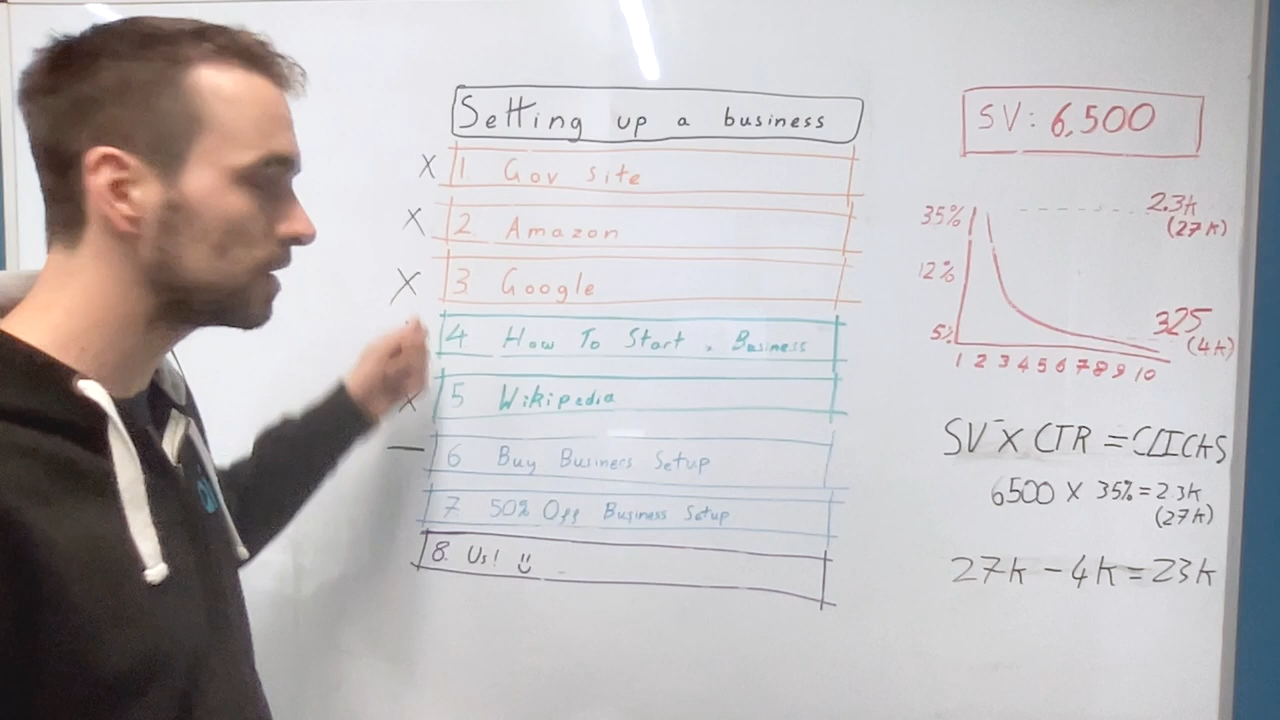 Setting up a business
X 1. Gov site
X 2. Amazon
X 3. Google
4 How To Start . Business
X 5 Wikipedia
— 6 Buy Business Setup
7. 50% Off Business Setup
8. Us! :)
SV: 6,500
35%
12%
5%
2.3k
(27k)
325
(4k)
1 2 3 4 5 6 7 8 9 10
SV X CTR = CLICKS
6500 X 35% = 2.3k
(27k)
27k - 4k = 23k